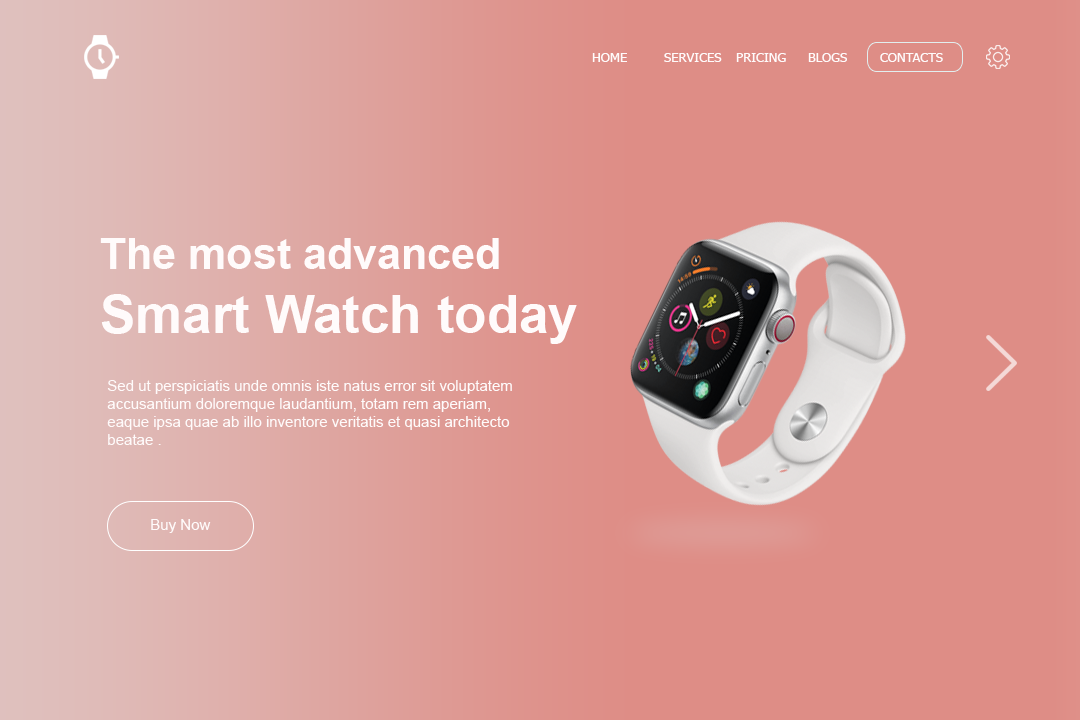 HOME SERVICES PRICING BLOGS CONTACTS
The most advanced
Smart Watch today
Sed ut perspiciatis unde omnis iste natus error sit voluptatem
accusantium doloremque laudantium, totam rem aperiam,
eaque ipsa quae ab illo inventore veritatis et quasi architecto
beatae .
Buy Now